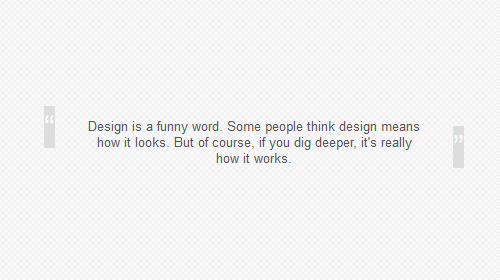 “
Design is a funny word. Some people think design means
how it looks. But of course, if you dig deeper, it's really
how it works.
”